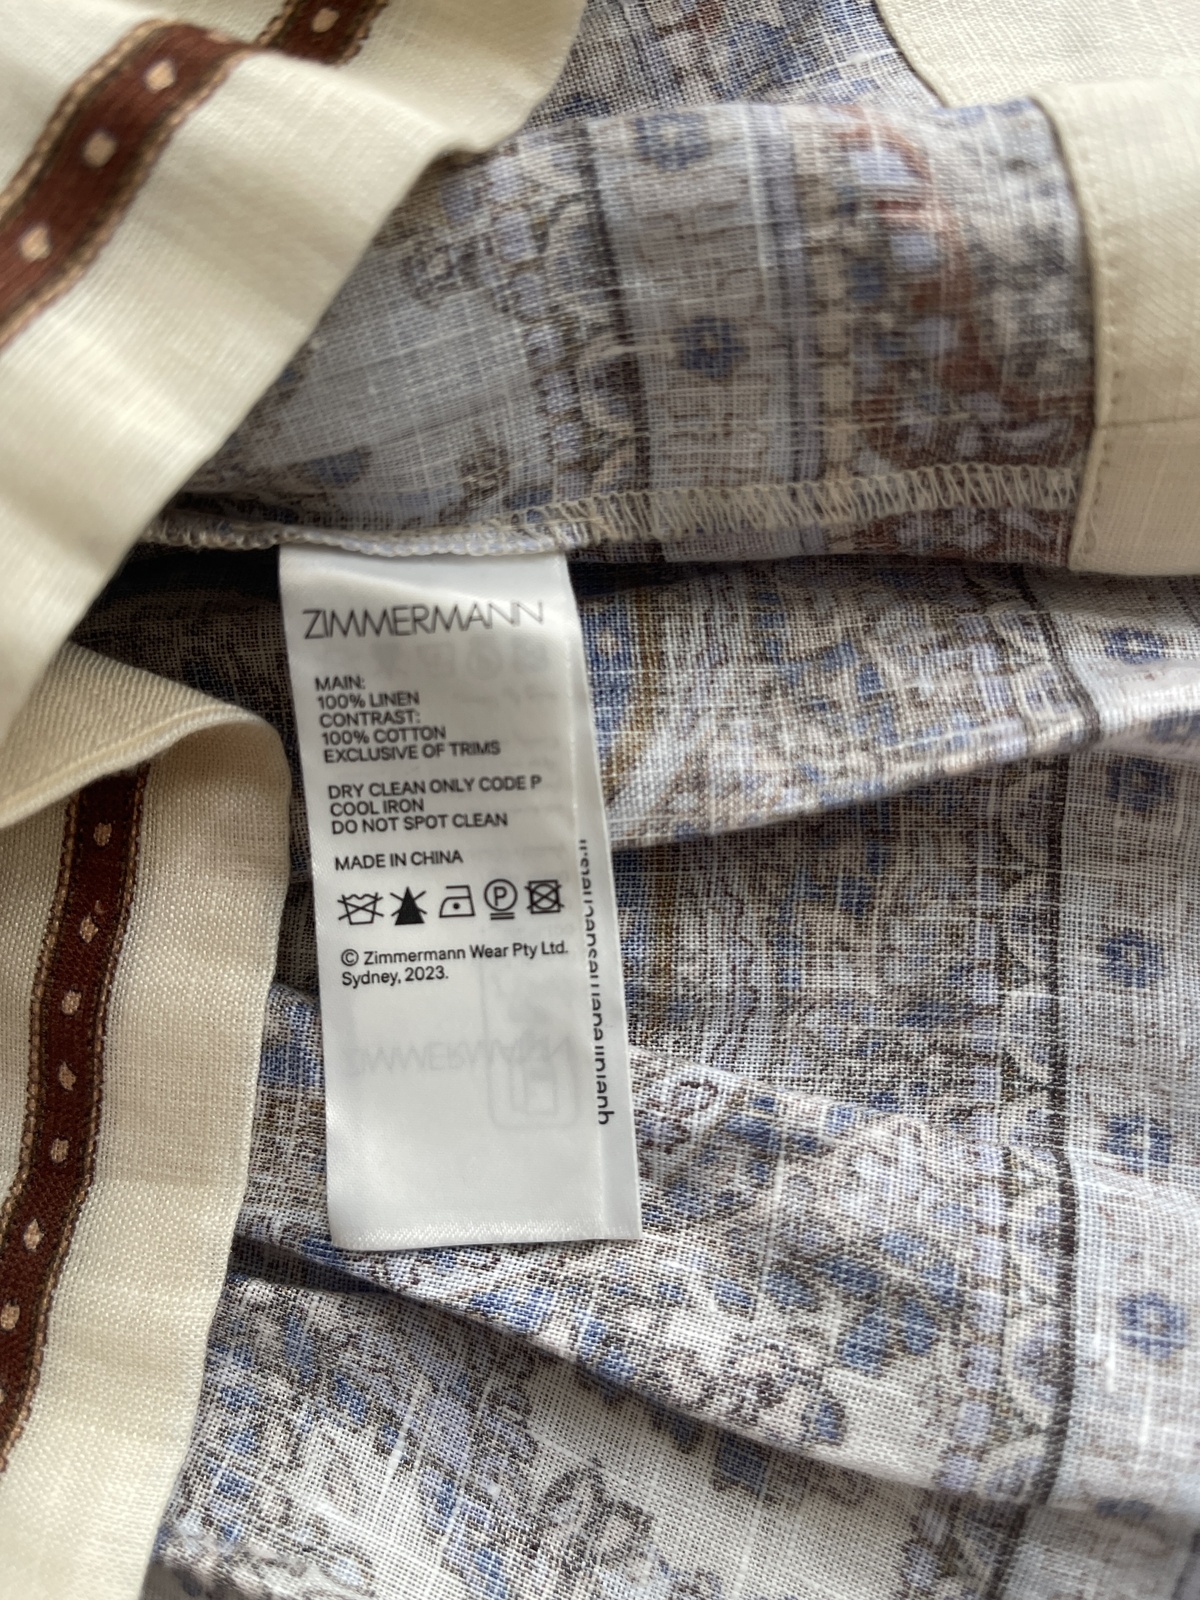 ZIMMERMANN
MAIN:
100% LINEN
CONTRAST:
100% COTTON
EXCLUSIVE OF TRIMS
DRY CLEAN ONLY CODE P
COOL IRON
DO NOT SPOT CLEAN
MADE IN CHINA
P
© Zimmermann Wear Pty Ltd.
Sydney, 2023.
ZIMMERMANN